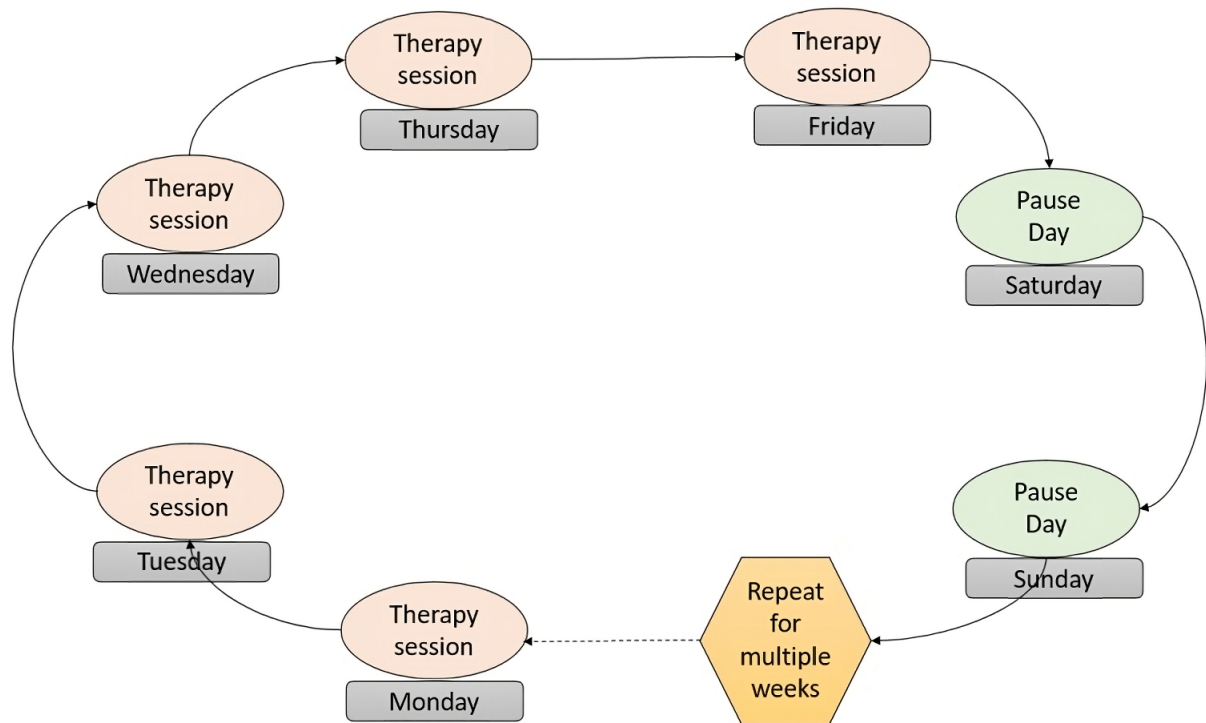 Therapy
session
Thursday
Therapy
session
Friday
Therapy
session
Wednesday
Pause
Day
Saturday
Therapy
session
Tuesday
Pause
Day
Sunday
Therapy
session
Monday
Repeat
for
multiple
weeks